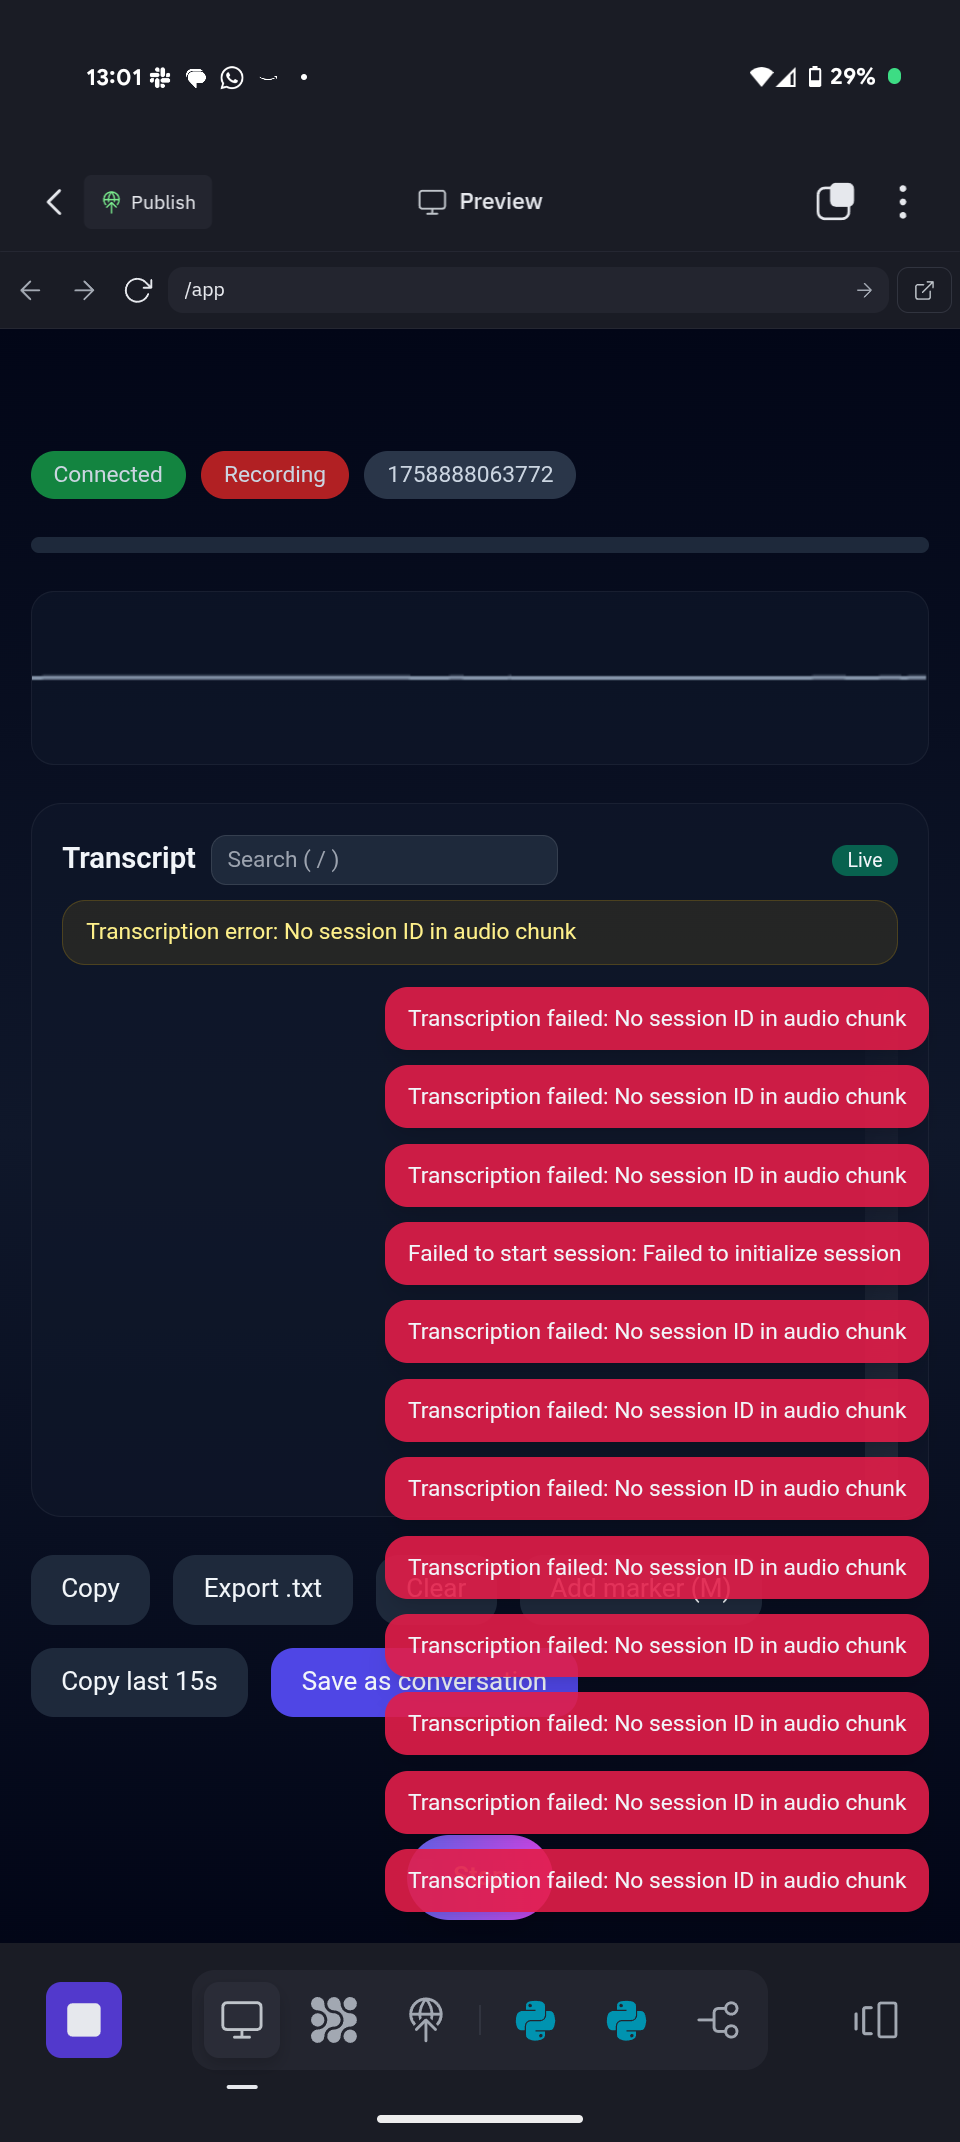 13:01
29%
Publish
Preview
/app
Connected
Recording
1758888063772
Transcript
Search ( / )
Live
Transcription error: No session ID in audio chunk
Transcription failed: No session ID in audio chunk
Transcription failed: No session ID in audio chunk
Transcription failed: No session ID in audio chunk
Failed to start session: Failed to initialize session
Transcription failed: No session ID in audio chunk
Transcription failed: No session ID in audio chunk
Transcription failed: No session ID in audio chunk
Transcription failed: No session ID in audio chunk
Copy
Export .txt
Clear
Add marker (M)
Transcription failed: No session ID in audio chunk
Copy last 15s
Save as conversation
Transcription failed: No session ID in audio chunk
Transcription failed: No session ID in audio chunk
Transcription failed: No session ID in audio chunk